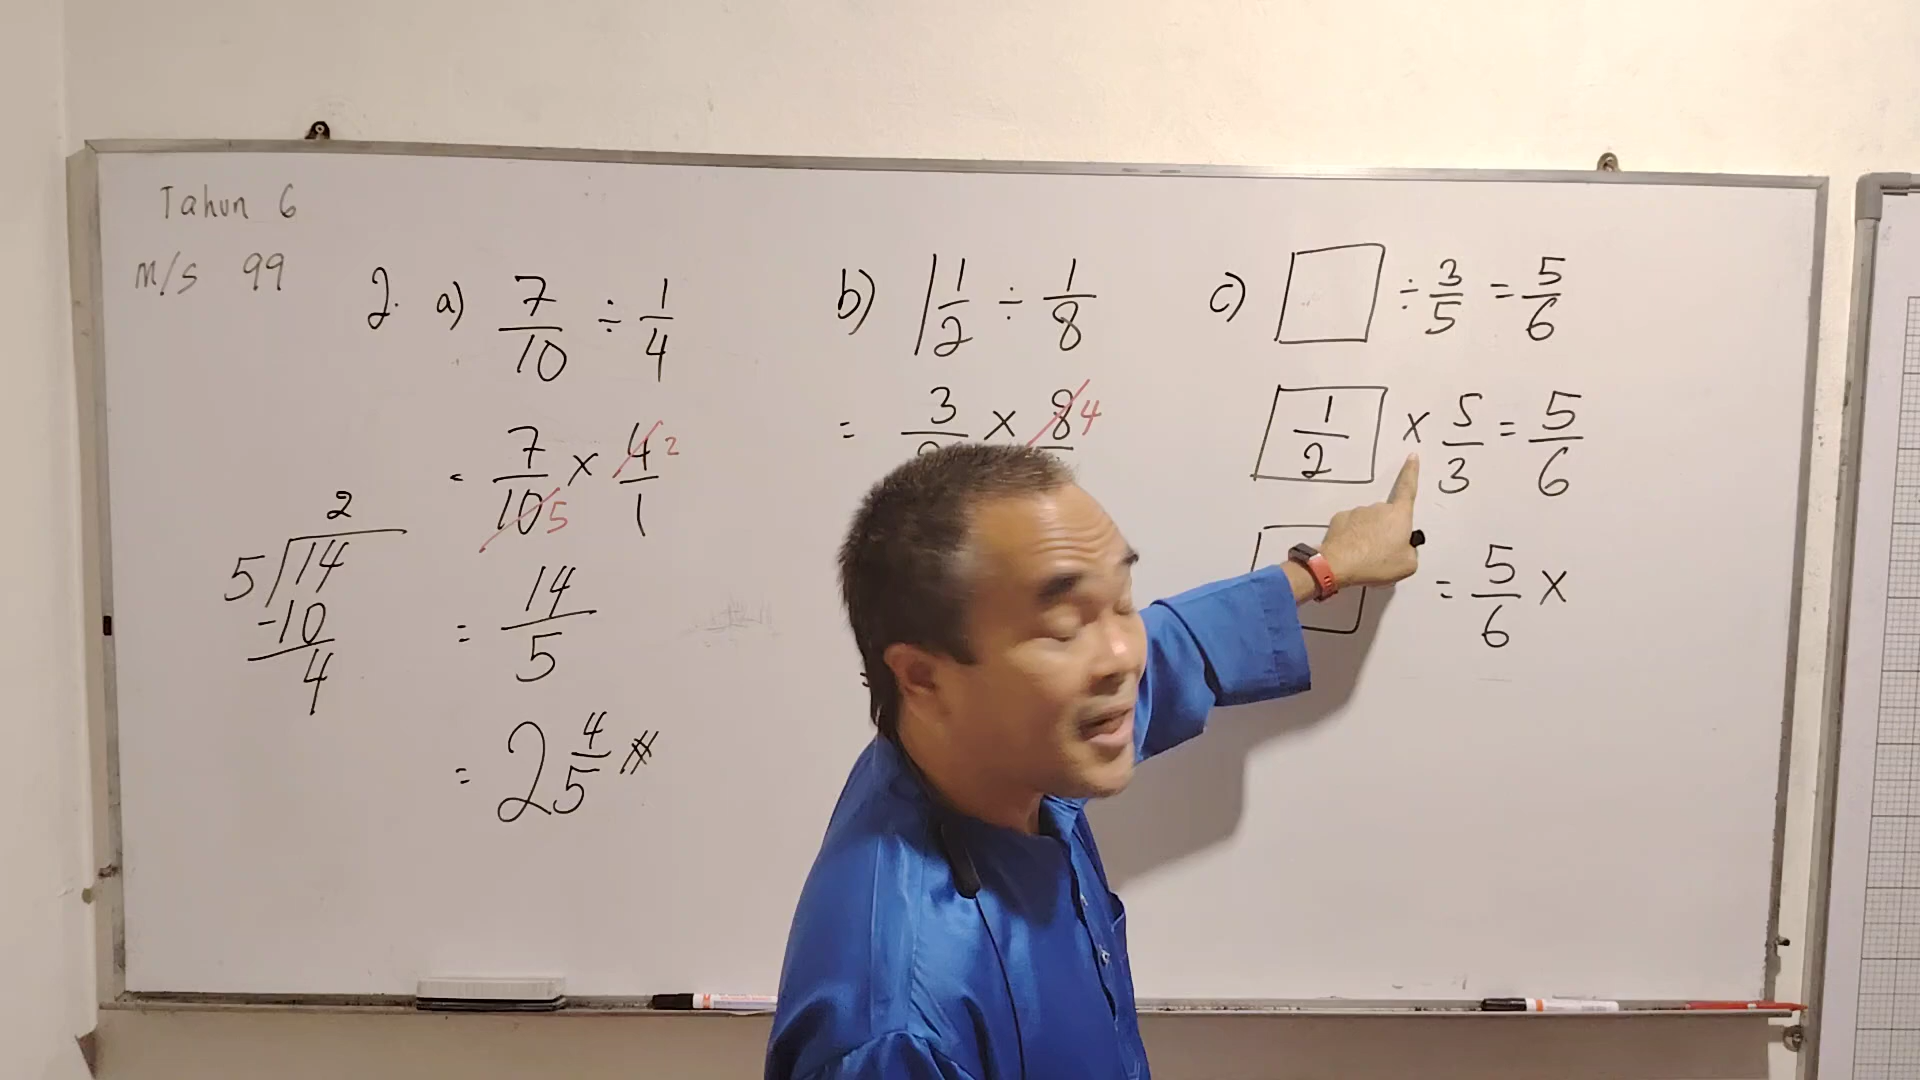 Tahun 6
m/s 99
2. a) 7/10 ÷ 1/4
= 7/10 5 × 4 2/1
= 14/5
= 2 4/5 #
2
5 14
-10
4
b) 1 1/2 ÷ 1/8
= 3 × 8 4
c) □ ÷ 3/5 = 5/6
1/2 × 5/3 = 5/6
= 5/6 ×